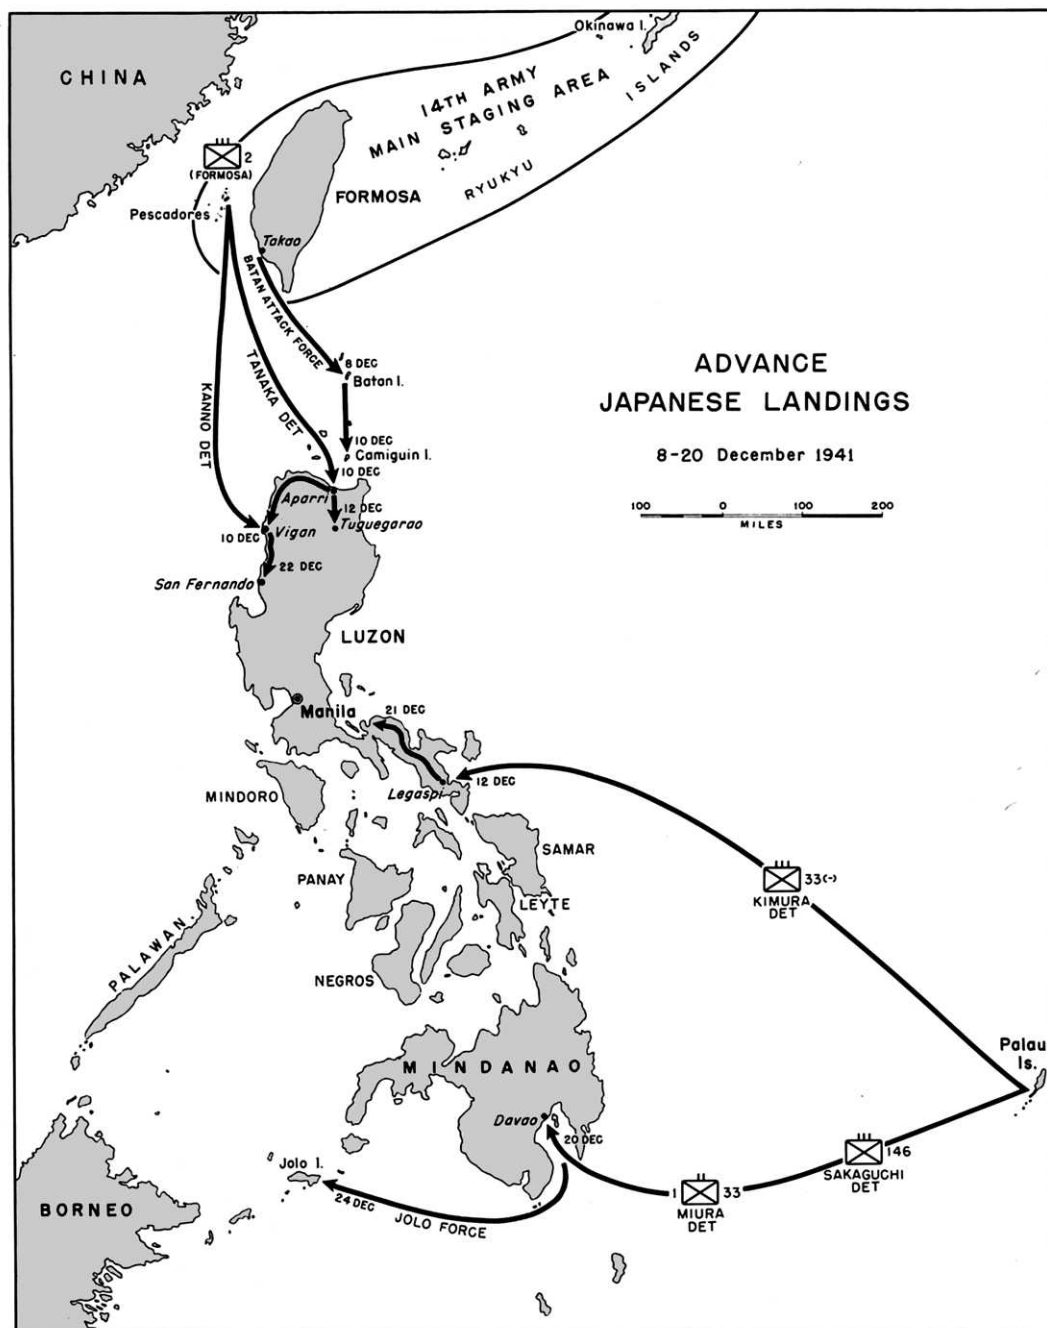 Okinawa I.
CHINA
14TH ARMY
MAIN STAGING AREA
RYUKYU ISLANDS
2
(FORMOSA)
Pescadores
FORMOSA
Takao
BATAN ATTACK FORCE
8 DEC
Batan I.
TANAKA DET
KANNO DET
10 DEC
Camiguin I.
10 DEC
Aparri
12 DEC
Tuguegarao
10 DEC
Vigan
22 DEC
San Fernando
ADVANCE
JAPANESE LANDINGS
8-20 December 1941
100 0 100 200
MILES
LUZON
Manila
21 DEC
Legaspi
12 DEC
MINDORO
SAMAR
PANAY
LEYTE
33(-)
KIMURA
DET
PALAWAN
NEGROS
MINDANAO
Palau
Is.
Davao
20 DEC
146
SAKAGUCHI
DET
1 33
MIURA
DET
Jolo I.
24 DEC
JOLO FORCE
BORNEO